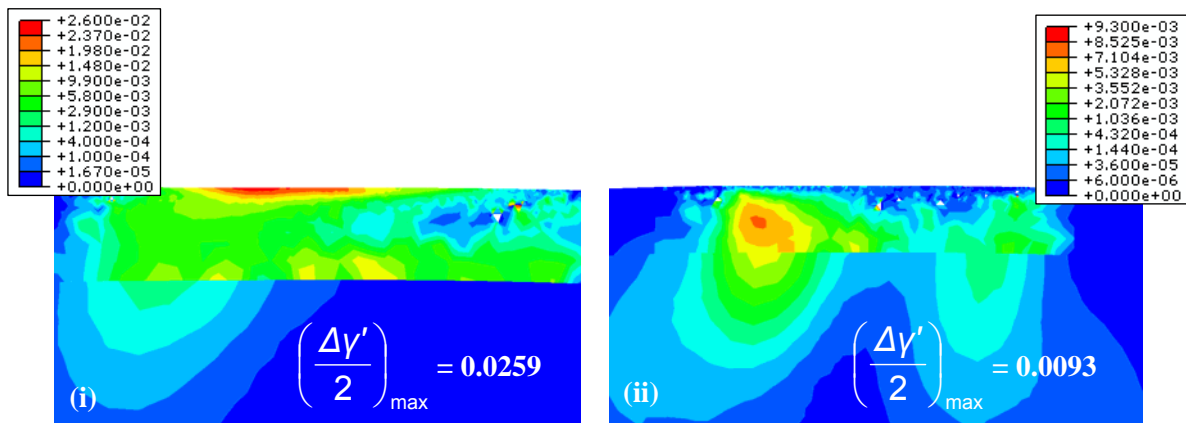 +2.600e-02
+2.370e-02
+1.980e-02
+1.480e-02
+9.900e-03
+5.800e-03
+2.900e-03
+1.200e-03
+4.000e-04
+1.000e-04
+1.670e-05
+0.000e+00
+9.300e-03
+8.525e-03
+7.104e-03
+5.328e-03
+3.552e-03
+2.072e-03
+1.036e-03
+4.320e-04
+1.440e-04
+3.600e-05
+6.000e-06
+0.000e+00
(i)
(Δγ'/2)max = 0.0259
(ii)
(Δγ'/2)max = 0.0093